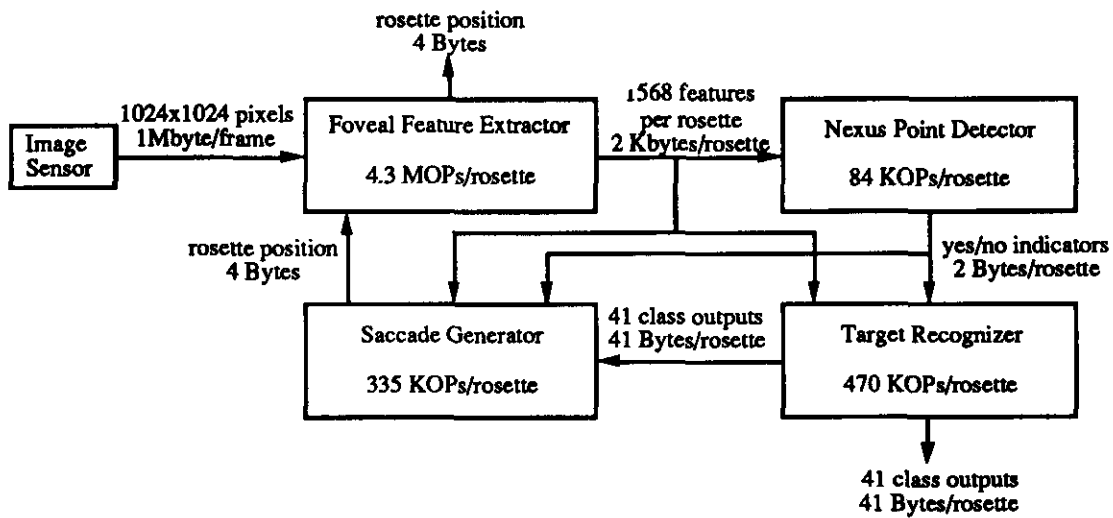 rosette position
4 Bytes
1024x1024 pixels
1Mbyte/frame
Image
Sensor
Foveal Feature Extractor
4.3 MOPs/rosette
1568 features
per rosette
2 Kbytes/rosette
Nexus Point Detector
84 KOPs/rosette
rosette position
4 Bytes
yes/no indicators
2 Bytes/rosette
Saccade Generator
335 KOPs/rosette
41 class outputs
41 Bytes/rosette
Target Recognizer
470 KOPs/rosette
41 class outputs
41 Bytes/rosette